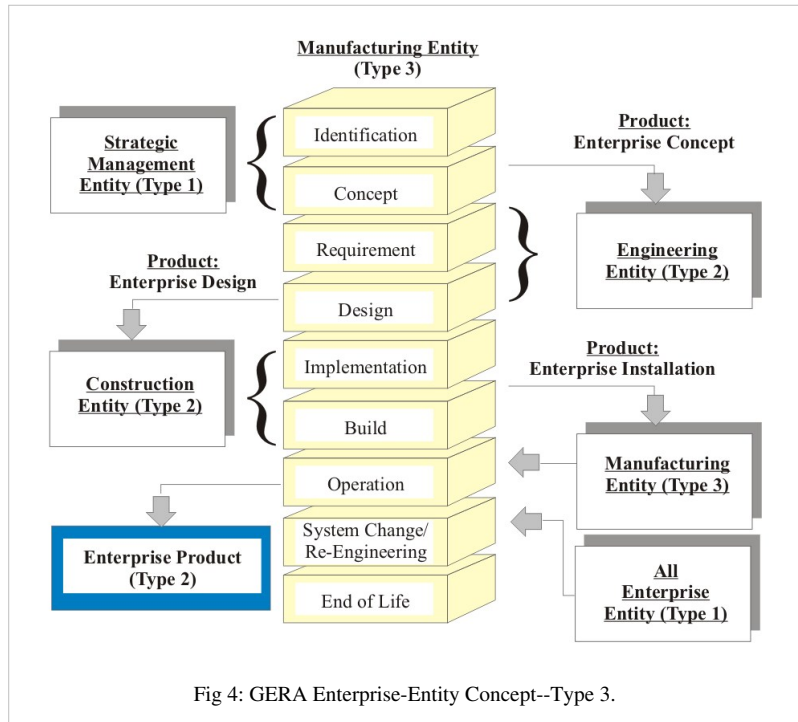 Manufacturing Entity
(Type 3)
Identification
Strategic
Management
Entity (Type 1)
Product:
Enterprise Concept
Concept
Requirement
Engineering
Entity (Type 2)
Product:
Enterprise Design
Design
Implementation
Product:
Enterprise Installation
Construction
Entity (Type 2)
Build
Operation
Manufacturing
Entity (Type 3)
Enterprise Product
(Type 2)
System Change/
Re-Engineering
All
Enterprise
Entity (Type 1)
End of Life
Fig 4: GERA Enterprise-Entity Concept--Type 3.